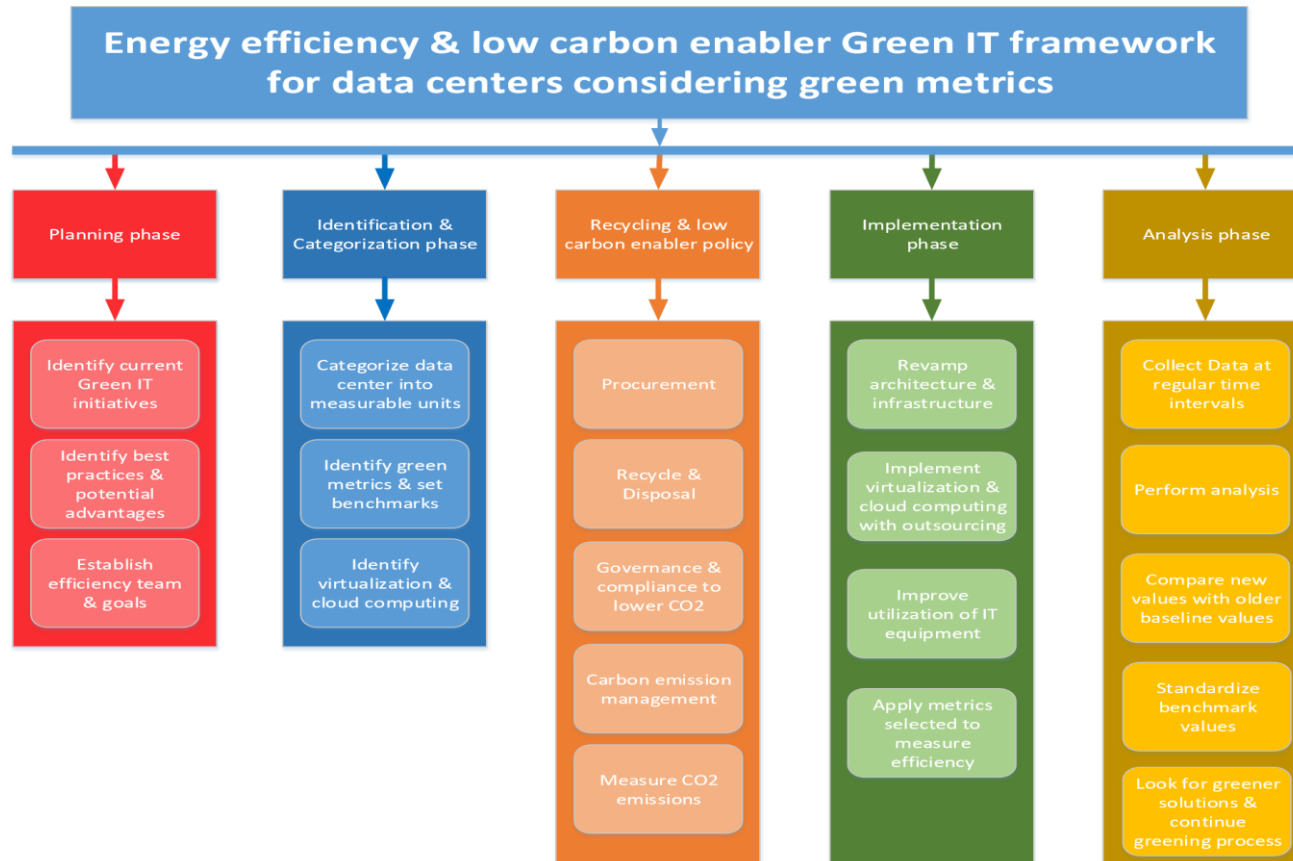 Energy efficiency & low carbon enabler Green IT framework
for data centers considering green metrics
Planning phase
Identification &
Categorization phase
Recycling & low
carbon enabler policy
Implementation
phase
Analysis phase
Identify current
Green IT
initiatives
Identify best
practices &
potential
advantages
Establish
efficiency team
& goals
Categorize data
center into
measurable units
Identify green
metrics & set
benchmarks
Identify
virtualization &
cloud computing
Procurement
Recycle &
Disposal
Governance &
compliance to
lower CO2
Carbon emission
management
Measure CO2
emissions
Revamp
architecture &
infrastructure
Implement
virtualization &
cloud computing
with outsourcing
Improve
utilization of IT
equipment
Apply metrics
selected to
measure
efficiency
Collect Data at
regular time
intervals
Perform analysis
Compare new
values with older
baseline values
Standardize
benchmark
values
Look for greener
solutions &
continue
greening process